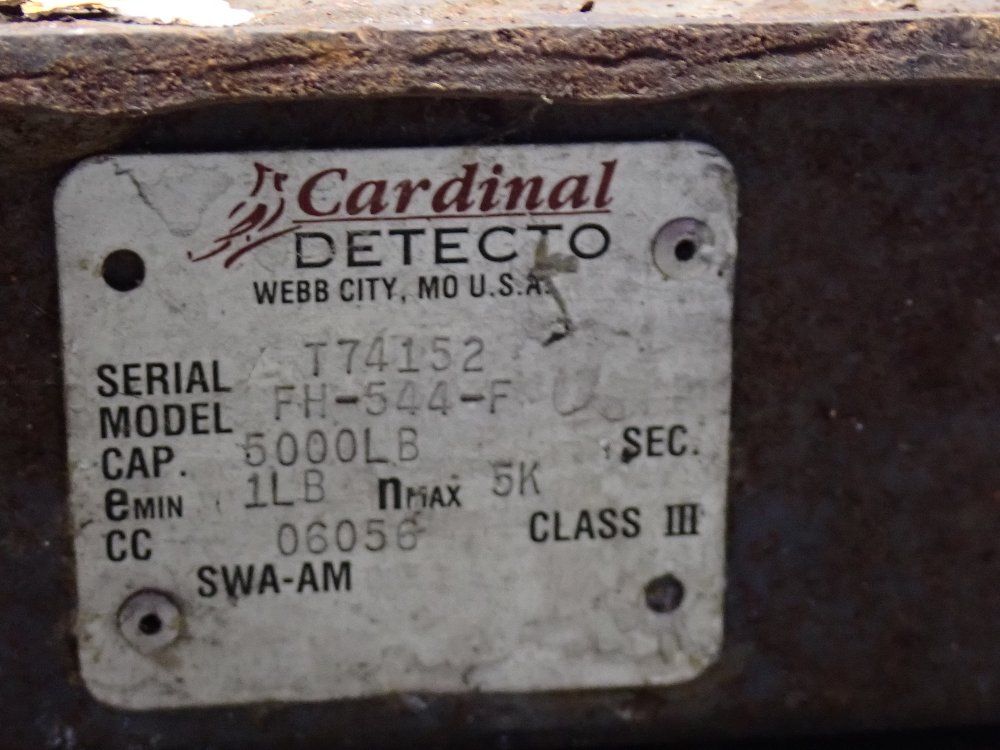 Cardinal
DETECTO
WEBB CITY, MO U.S.A.
SERIAL T74152
MODEL FH-544-F
CAP. 5000LB SEC.
eMIN 1LB nMAX 5K
CC 06056 CLASS III
SWA-AM